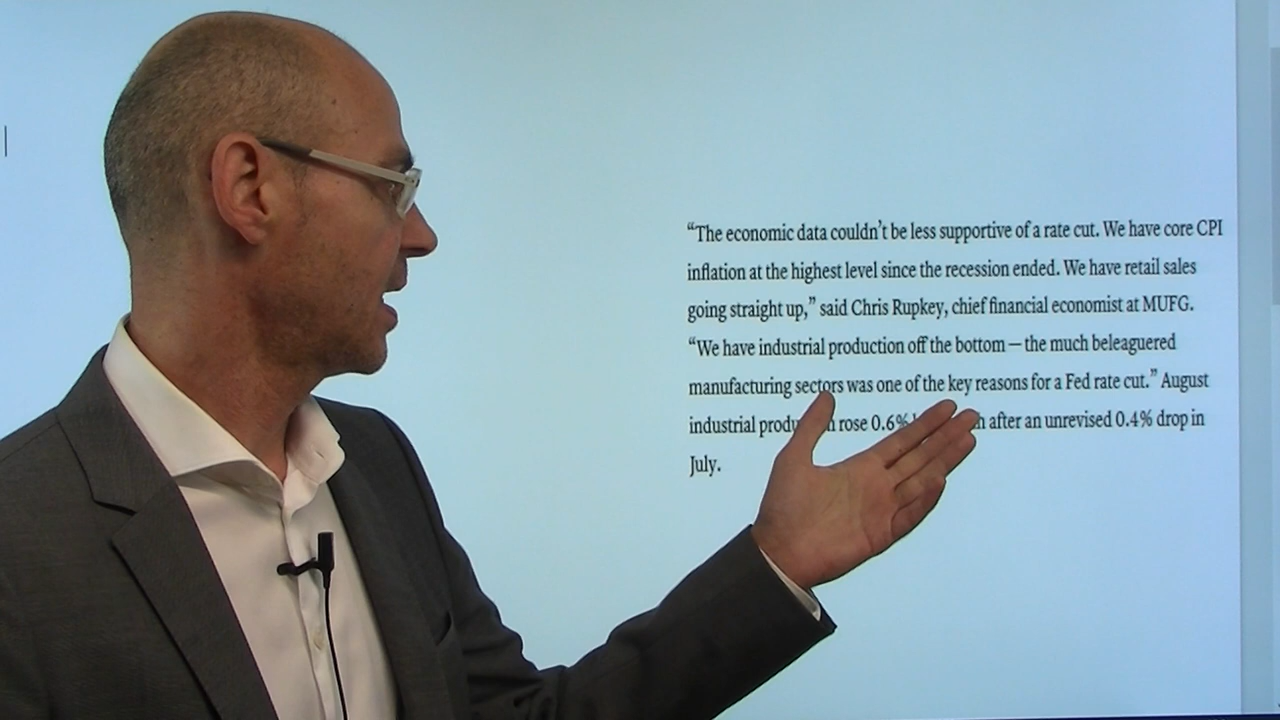 “The economic data couldn’t be less supportive of a rate cut. We have core CPI
inflation at the highest level since the recession ended. We have retail sales
going straight up,” said Chris Rupkey, chief financial economist at MUFG.
“We have industrial production off the bottom — the much beleaguered
manufacturing sectors was one of the key reasons for a Fed rate cut.” August
industrial rose 0.6% after an unrevised 0.4% drop in
July.